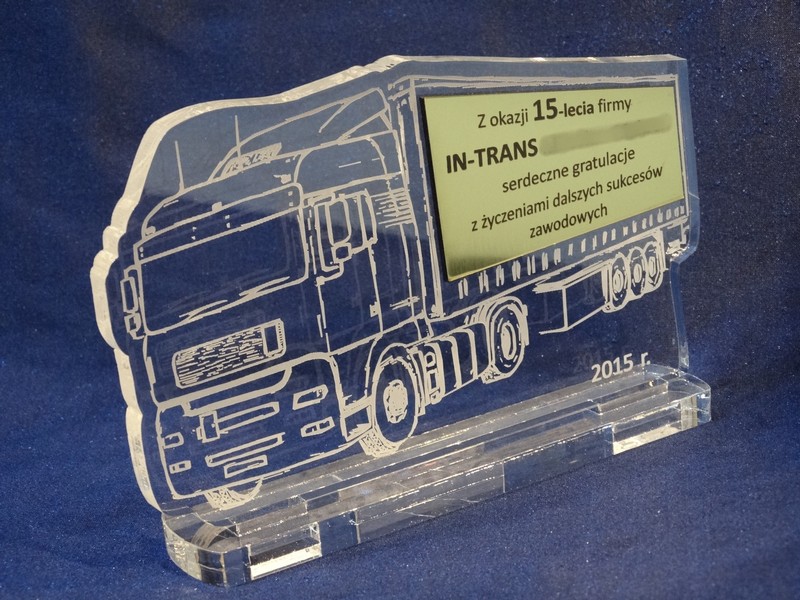 Z okazji 15-lecia firmy
IN-TRANS
serdeczne gratulacje
z życzeniami dalszych sukcesów
zawodowych
2015 r.